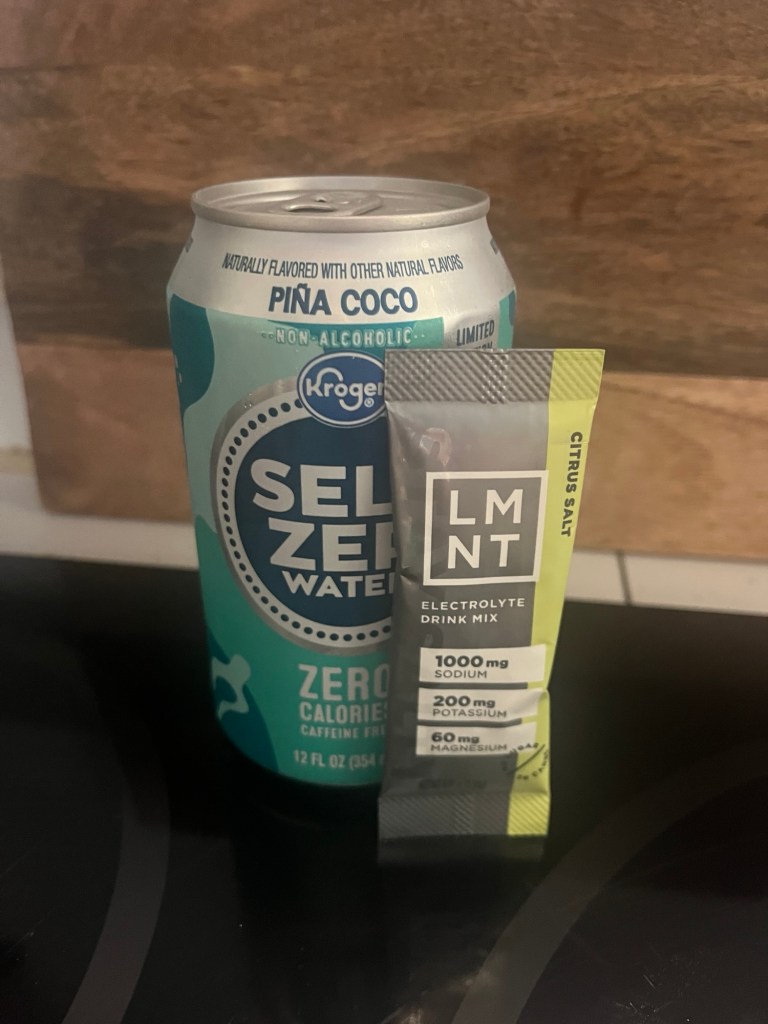 NATURALLY FLAVORED WITH OTHER NATURAL FLAVORS
PIÑA COCO
NON-ALCOHOLIC
LIMITED
Kroger
SEL
ZER
WATE
ZERO
CALORIES
CAFFEINE FRE
12 FL OZ (354
CITRUS SALT
LM
NT
ELECTROLYTE
DRINK MIX
1000 mg
SODIUM
200 mg
POTASSIUM
60 mg
MAGNESIUM